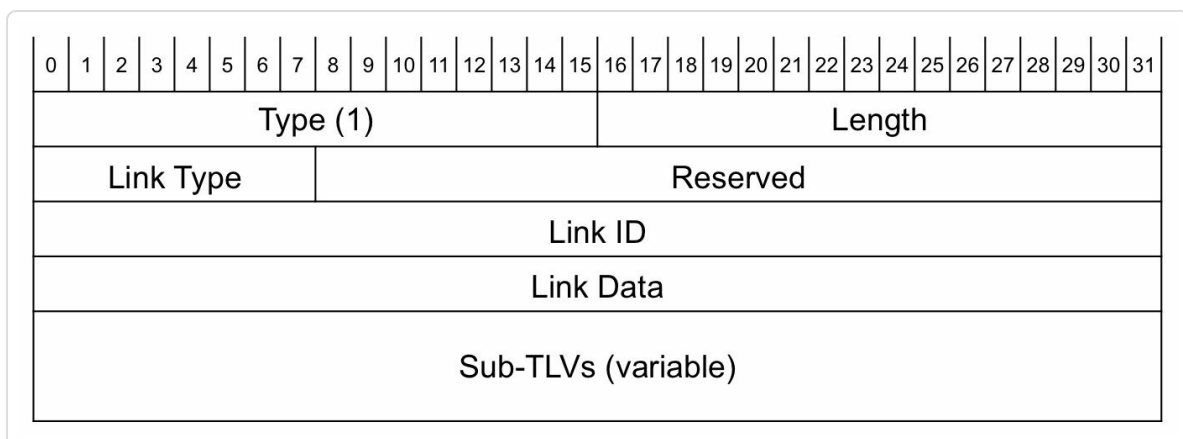 0 1 2 3 4 5 6 7 8 9 10 11 12 13 14 15 16 17 18 19 20 21 22 23 24 25 26 27 28 29 30 31
Type (1) Length
Link Type Reserved
Link ID
Link Data
Sub-TLVs (variable)